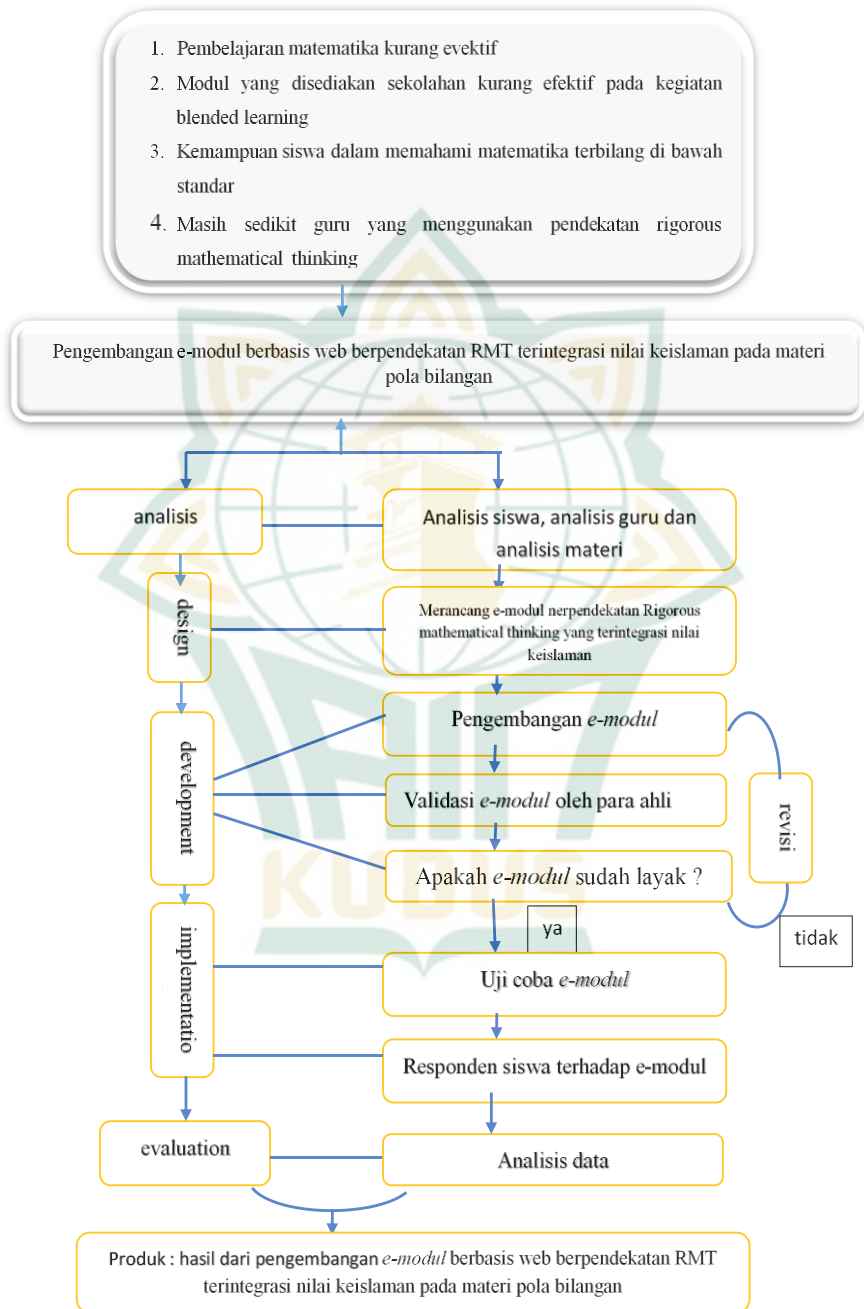 1. Pembelajaran matematika kurang evektif
2. Modul yang disediakan sekolahan kurang efektif pada kegiatan
blended learning
3. Kemampuan siswa dalam memahami matematika terbilang di bawah
standar
4. Masih sedikit guru yang menggunakan pendekatan rigorous
mathematical thinking
Pengembangan e-modul berbasis web berpendekatan RMT terintegrasi nilai keislaman pada materi
pola bilangan
analisis
Analisis siswa, analisis guru dan
analisis materi
design
Merancang e-modul nerpendekatan Rigorous
mathematical thinking yang terintegrasi nilai
keislaman
development
Pengembangan e-modul
Validasi e-modul oleh para ahli
revisi
Apakah e-modul sudah layak ?
ya
tidak
implementatio
Uji coba e-modul
Responden siswa terhadap e-modul
evaluation
Analisis data
Produk : hasil dari pengembangan e-modul berbasis web berpendekatan RMT
terintegrasi nilai keislaman pada materi pola bilangan
KUDUS